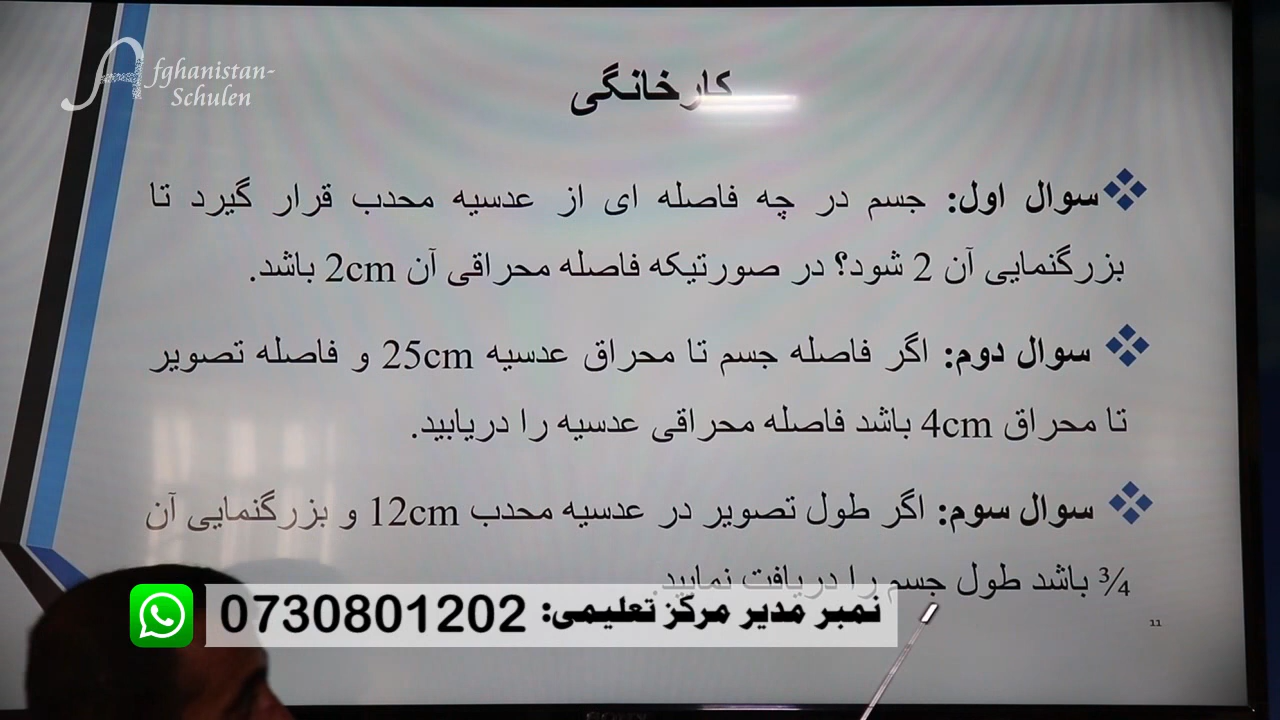 Afghanistan-
Schulen
کارخانگی
سوال اول: جسم در چه فاصله ای از عدسیه محدب قرار گیرد تا
بزرگنمایی آن 2 شود؟ در صورتیکه فاصله محراقی آن 2cm باشد.
سوال دوم: اگر فاصله جسم تا محراق عدسیه 25cm و فاصله تصویر
تا محراق 4cm باشد فاصله محراقی عدسیه را دریابید.
سوال سوم: اگر طول تصویر در عدسیه محدب 12cm و بزرگنمایی آن
¾ باشد طول جسم را دریافت نمایید.
نمبر مدیر مرکز تعلیمی: 0730801202
11